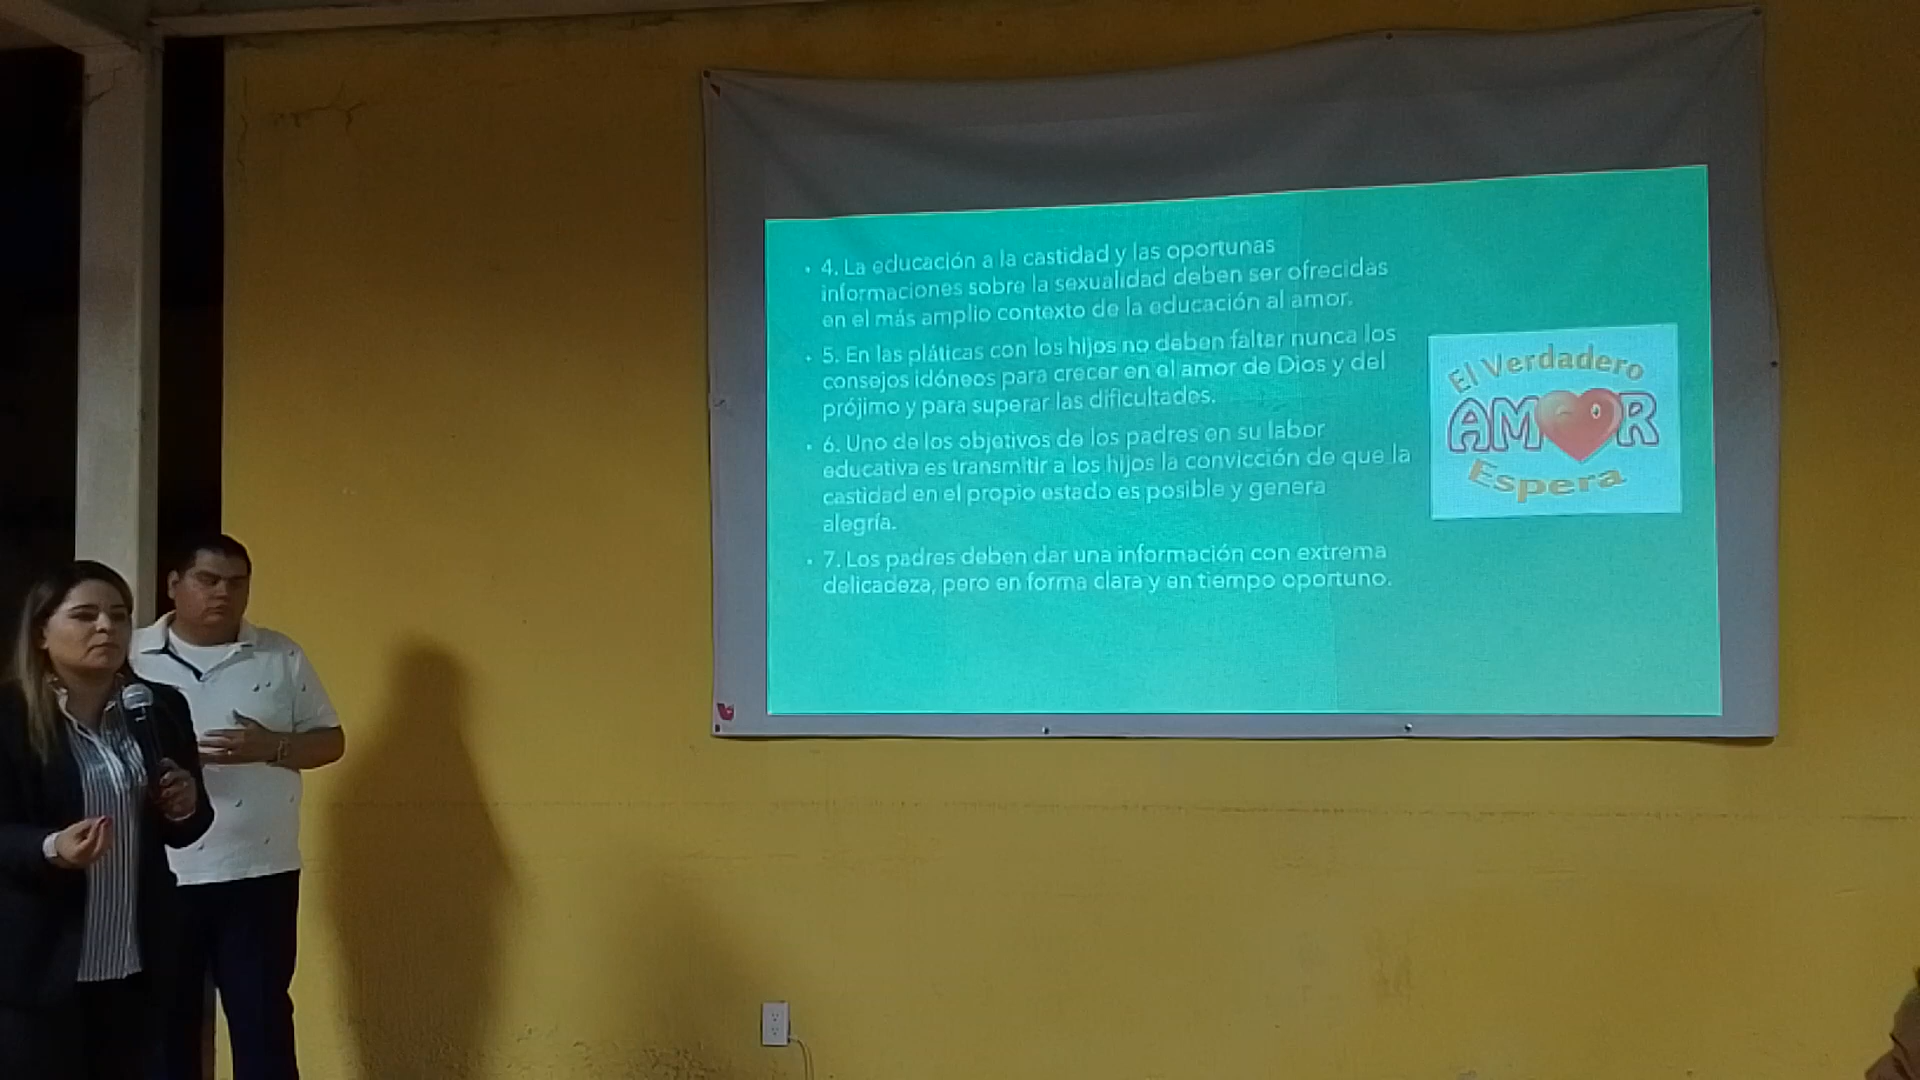 • 4. La educación a la castidad y las oportunas
informaciones sobre la sexualidad deben ser ofrecidas
en el más amplio contexto de la educación al amor.
• 5. En las pláticas con los hijos no deben faltar nunca los
consejos idóneos para crecer en el amor de Dios y del
prójimo y para superar las dificultades.
• 6. Uno de los objetivos de los padres en su labor
educativa es transmitir a los hijos la convicción de que la
castidad en el propio estado es posible y genera
alegría.
• 7. Los padres deben dar una información con extrema
delicadeza, pero en forma clara y en tiempo oportuno.
El Verdadero
AMOR
Espera